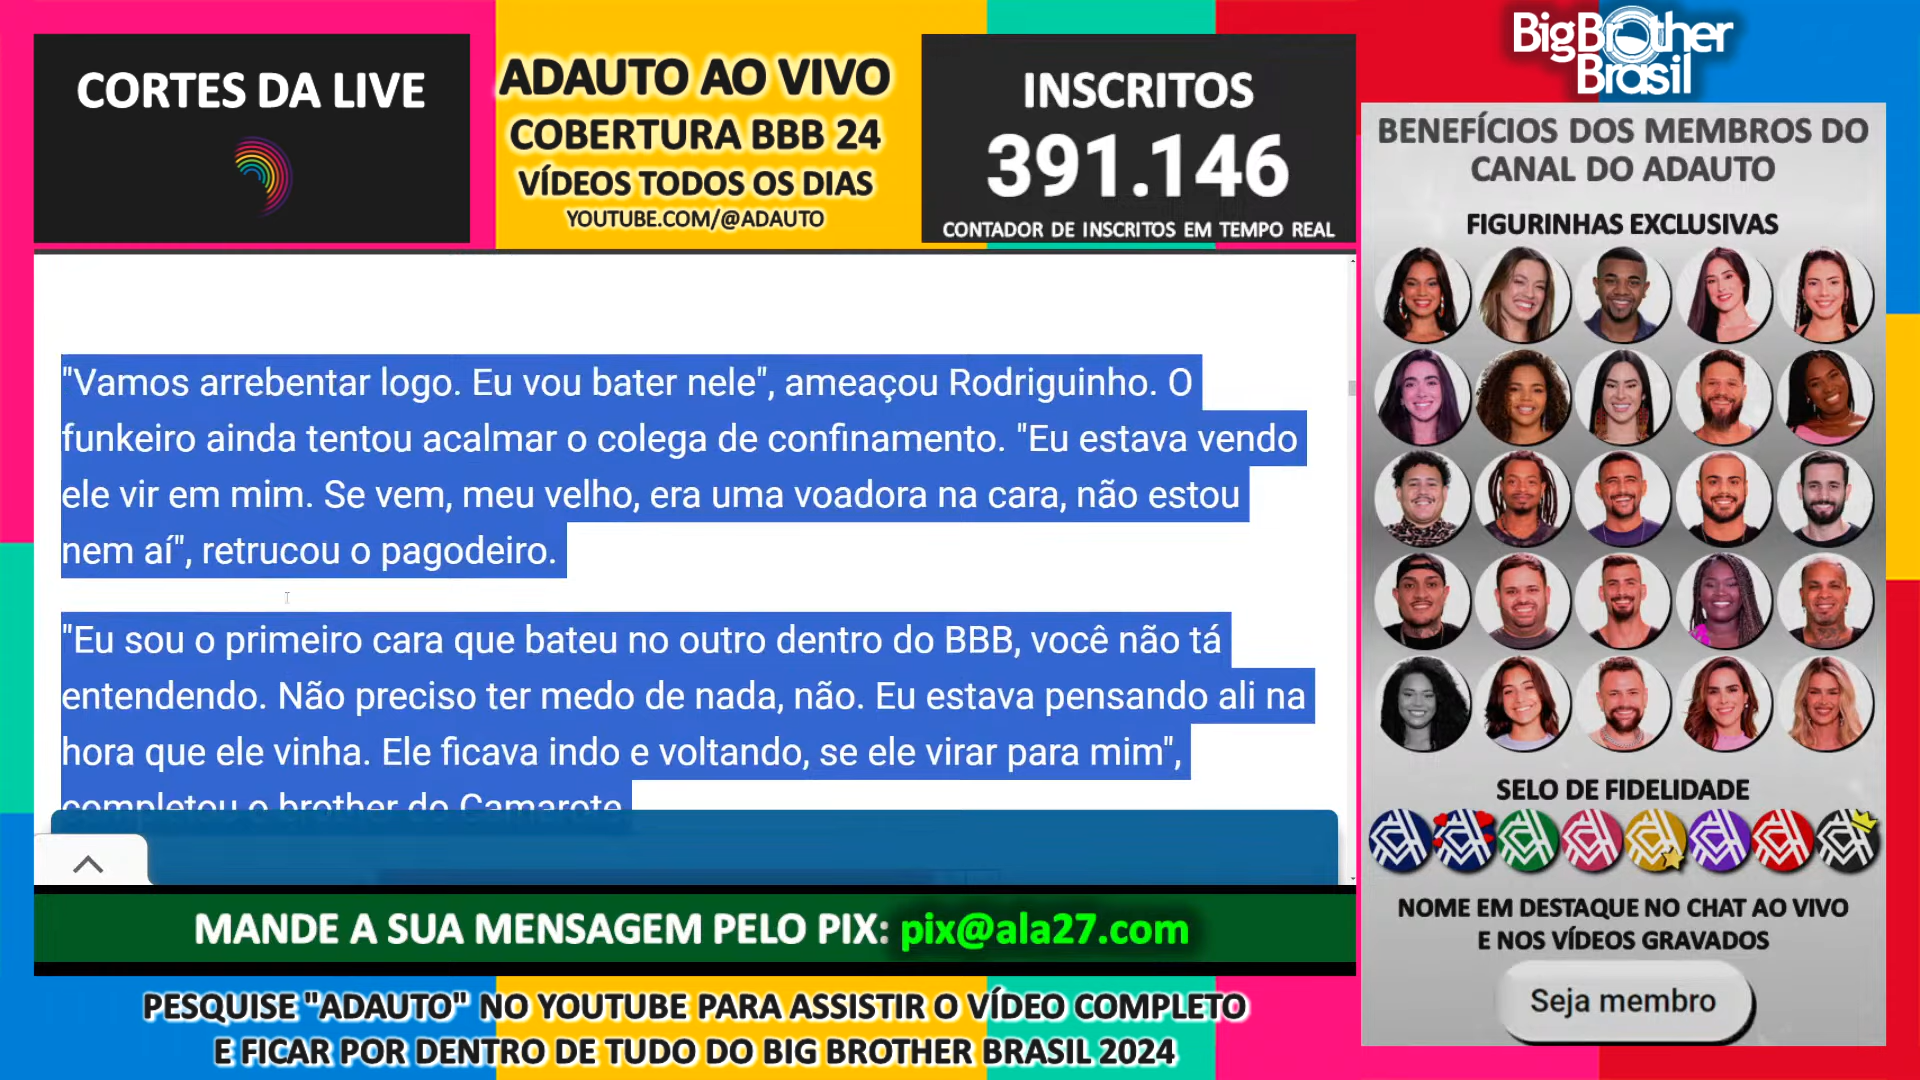 CORTES DA LIVE
ADAUTO AO VIVO
COBERTURA BBB 24
VÍDEOS TODOS OS DIAS
YOUTUBE.COM/@ADAUTO
INSCRITOS
391.146
CONTADOR DE INSCRITOS EM TEMPO REAL
BigBrother
Brasil
BENEFÍCIOS DOS MEMBROS DO
CANAL DO ADAUTO
FIGURINHAS EXCLUSIVAS
"Vamos arrebentar logo. Eu vou bater nele", ameaçou Rodriguinho. O
funkeiro ainda tentou acalmar o colega de confinamento. "Eu estava vendo
ele vir em mim. Se vem, meu velho, era uma voadora na cara, não estou
nem aí", retrucou o pagodeiro.
"Eu sou o primeiro cara que bateu no outro dentro do BBB, você não tá
entendendo. Não preciso ter medo de nada, não. Eu estava pensando ali na
hora que ele vinha. Ele ficava indo e voltando, se ele virar para mim",
completou o brother do Camarote
SELO DE FIDELIDADE
NOME EM DESTAQUE NO CHAT AO VIVO
E NOS VÍDEOS GRAVADOS
Seja membro
MANDE A SUA MENSAGEM PELO PIX: pix@ala27.com
PESQUISE "ADAUTO" NO YOUTUBE PARA ASSISTIR O VÍDEO COMPLETO
E FICAR POR DENTRO DE TUDO DO BIG BROTHER BRASIL 2024